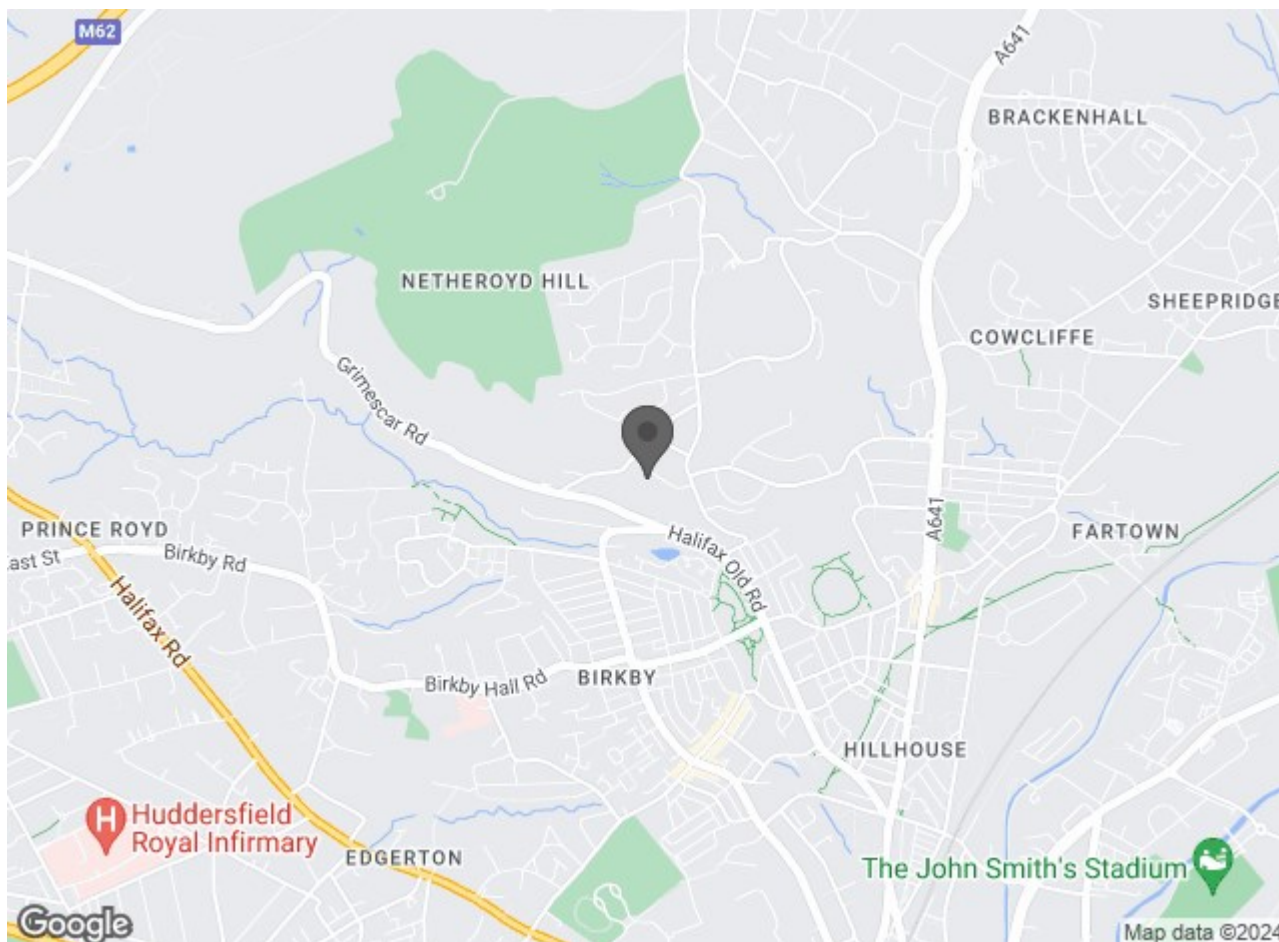 M62
A641
BRACKENHALL
NETHEROYD HILL
SHEEPRIDGE
COWCLIFFE
Grimescar Rd
A641
PRINCE ROYD
FARTOWN
East St
Birkby Rd
Halifax Old Rd
Halifax Rd
Birkby Hall Rd
BIRKBY
HILLHOUSE
H
Huddersfield
Royal Infirmary
EDGERTON
The John Smith's Stadium
Google
Map data ©2024